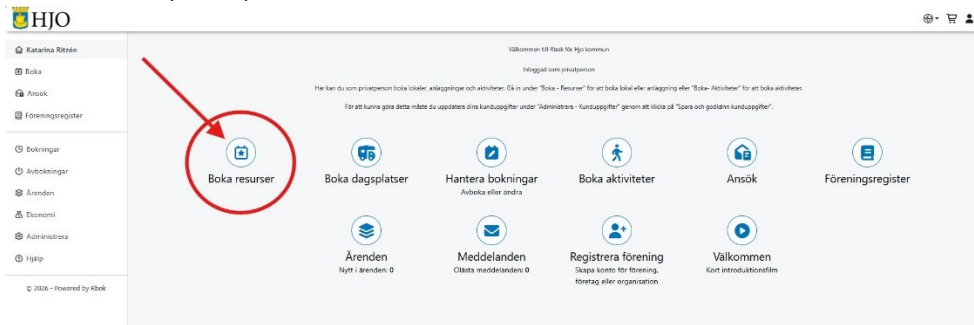 HJO
Katarina Ritzén
Boka
Ansök
Föreningsregister
Bokningar
Avbokningar
Ärenden
Ekonomi
Administrera
Hjälp
© 2026 - Powered by Rbok
Välkommen till Rbok för Hjo kommun
Inloggad som privatperson
Här kan du som privatperson boka lokaler, anläggningar och aktiviteter. Gå in under "Boka - Resurser" för att boka lokal eller anläggning eller "Boka- Aktiviteter" för att boka aktiviteter.
För att kunna göra detta måste du uppdatera dina kunduppgifter under "Administrera - Kunduppgifter" genom att klicka på "Spara och godkänn kunduppgifter".
Boka resurser
Boka dagsplatser
Hantera bokningar
Avboka eller ändra
Boka aktiviteter
Ansök
Föreningsregister
Ärenden
Nytt i ärenden: 0
Meddelanden
Olästa meddelanden: 0
Registrera förening
Skapa konto för förening,
företag eller organisation
Välkommen
Kort introduktionsfilm